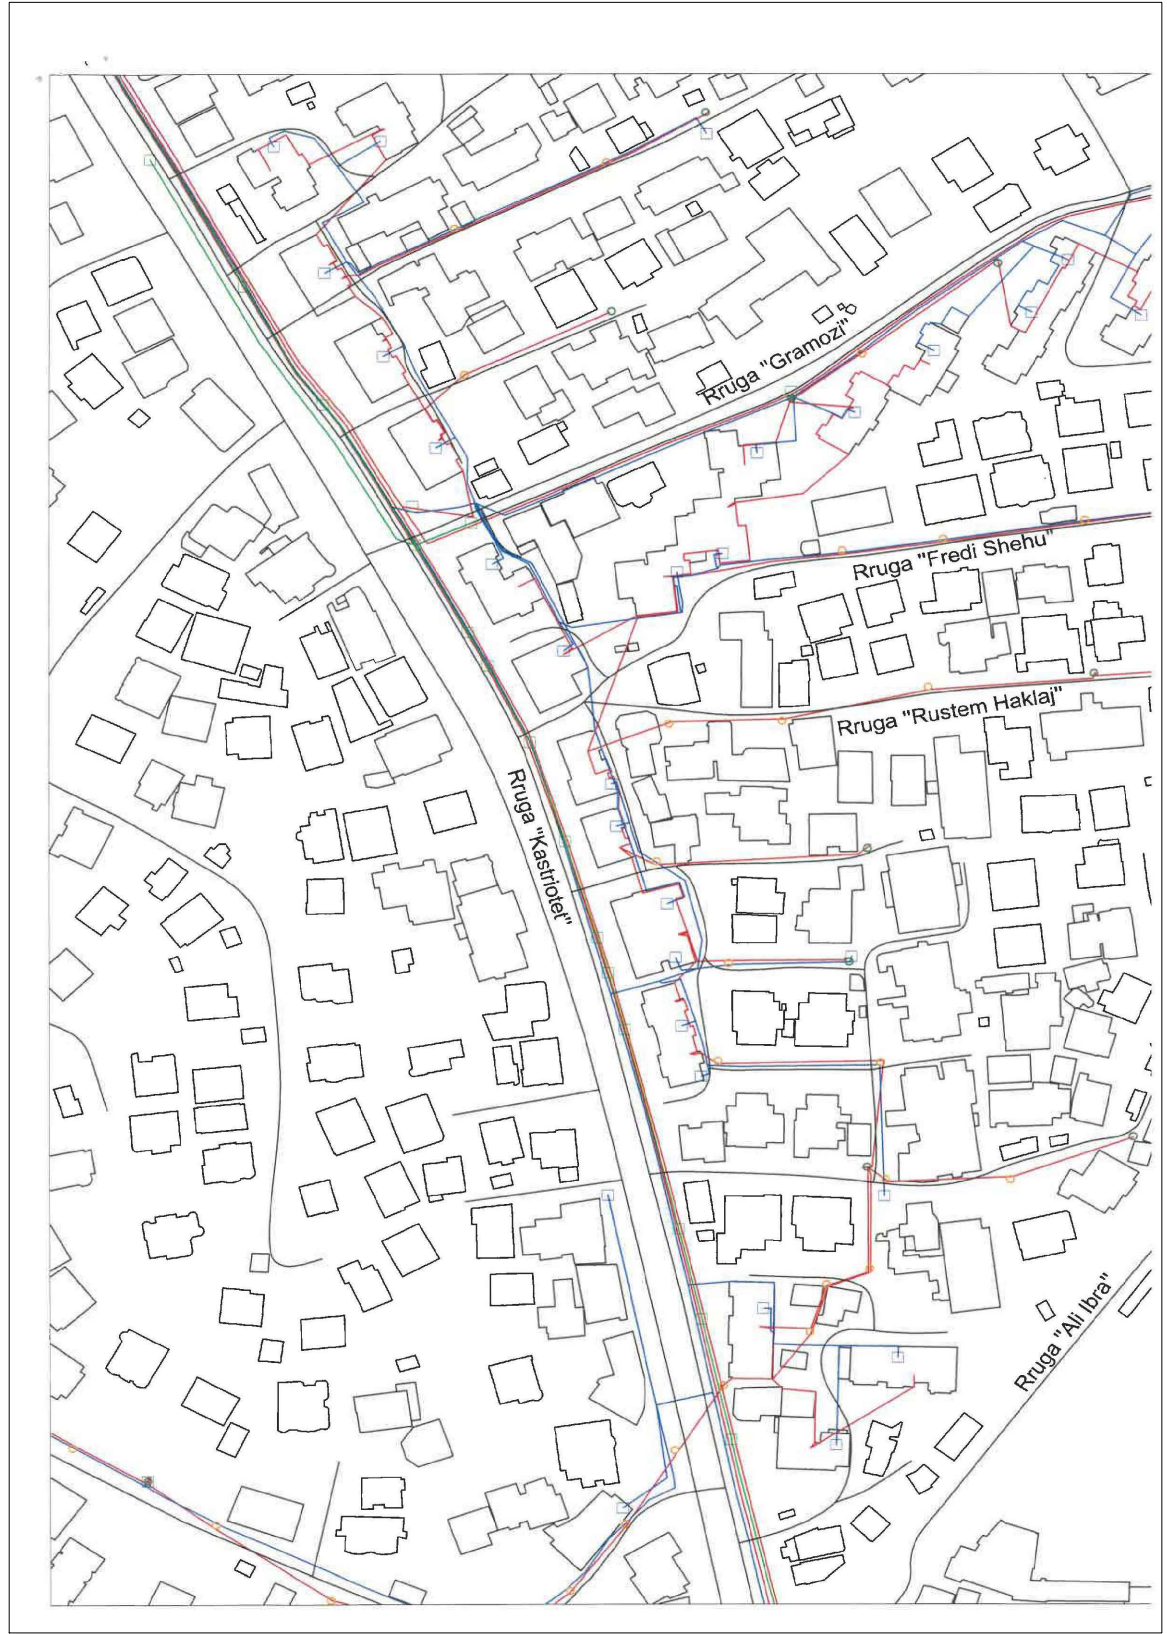 Rruga "Gramozi"
Rruga "Fredi Shehu"
Rruga "Rustem Haklaj"
Rruga "Kastriotet"
Rruga "Ali Ibra"